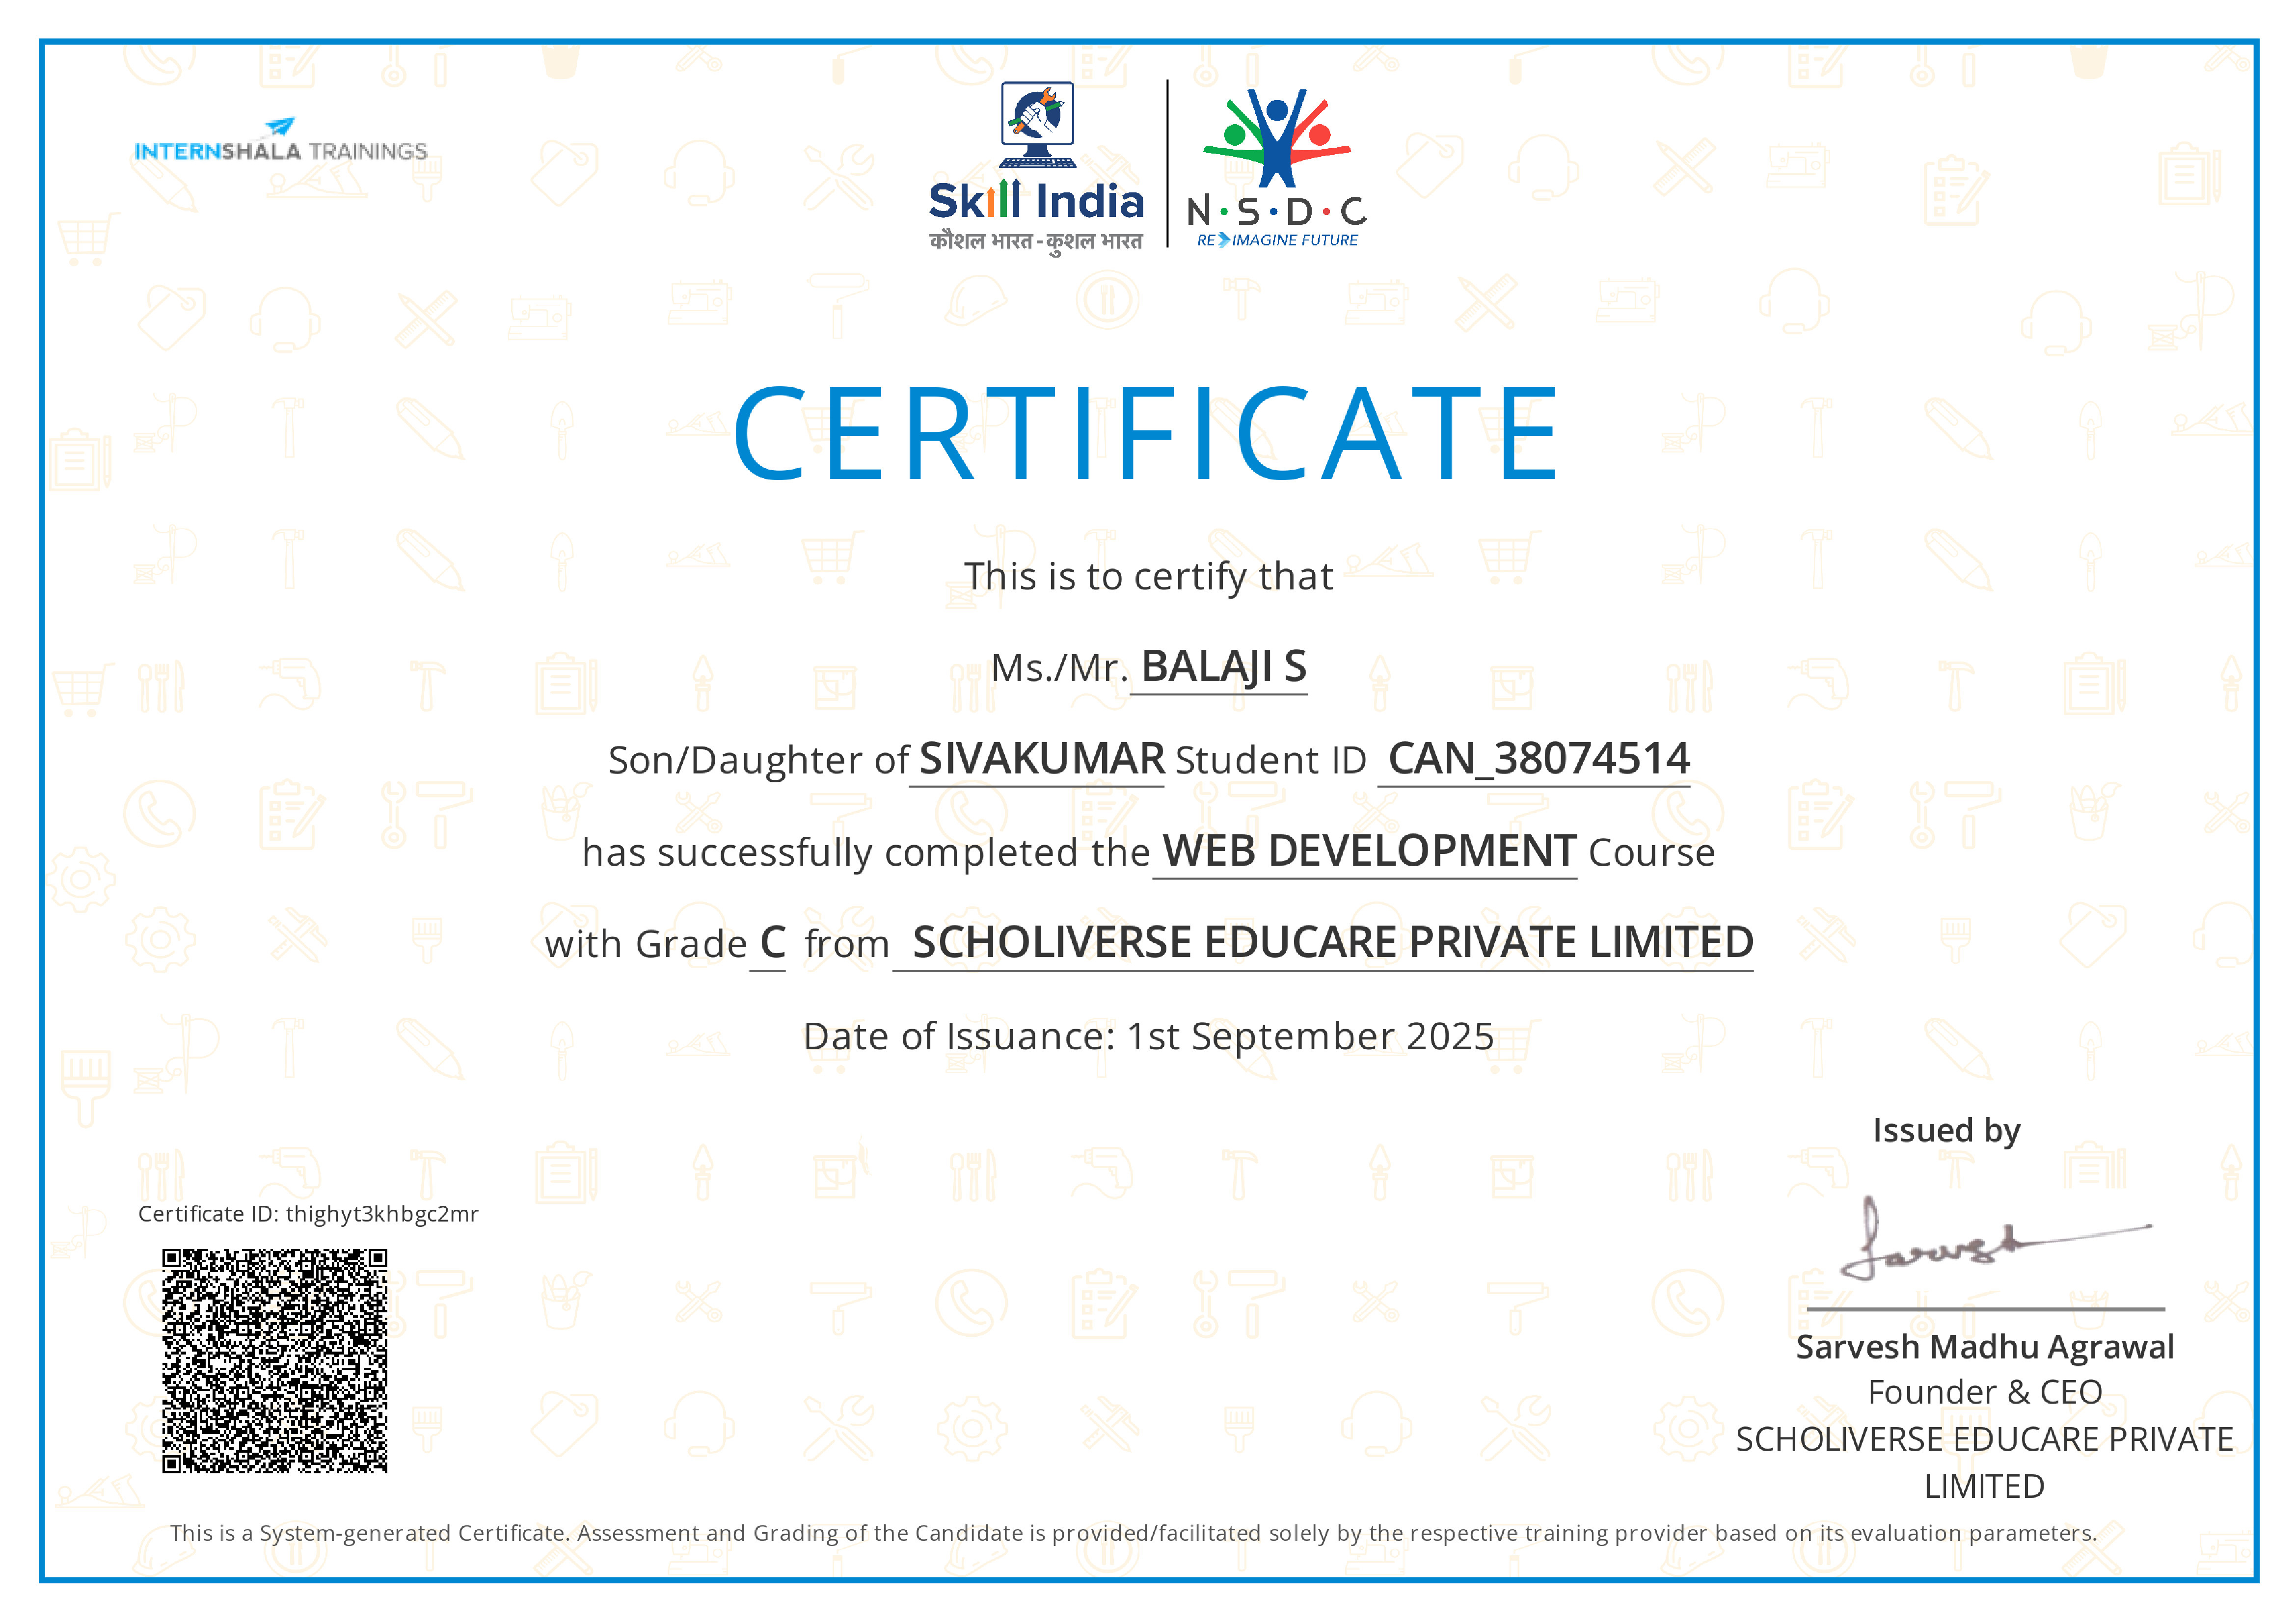 INTERNSHALA TRAININGS
Skill India
कौशल भारत - कुशल भारत
N·S·D·C
RE IMAGINE FUTURE
CERTIFICATE
This is to certify that
Ms./Mr. BALAJI S
Son/Daughter of SIVAKUMAR Student ID CAN_38074514
has successfully completed the WEB DEVELOPMENT Course
with Grade C from SCHOLIVERSE EDUCARE PRIVATE LIMITED
Date of Issuance: 1st September 2025
Issued by
Certificate ID: thighyt3khbgc2mr
Sarvesh
Sarvesh Madhu Agrawal
Founder & CEO
SCHOLIVERSE EDUCARE PRIVATE
LIMITED
This is a System-generated Certificate. Assessment and Grading of the Candidate is provided/facilitated solely by the respective training provider based on its evaluation parameters.